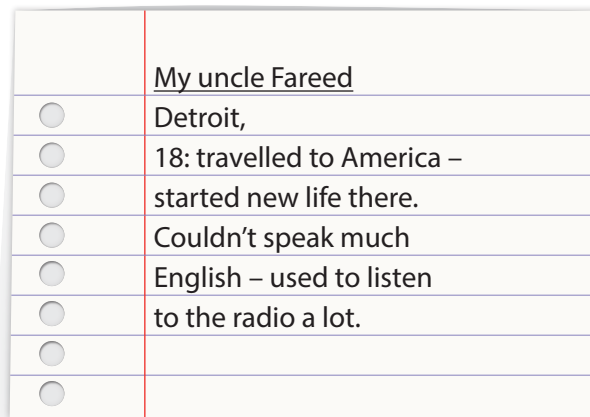 My uncle Fareed
Detroit,
18: travelled to America –
started new life there.
Couldn't speak much
English – used to listen
to the radio a lot.